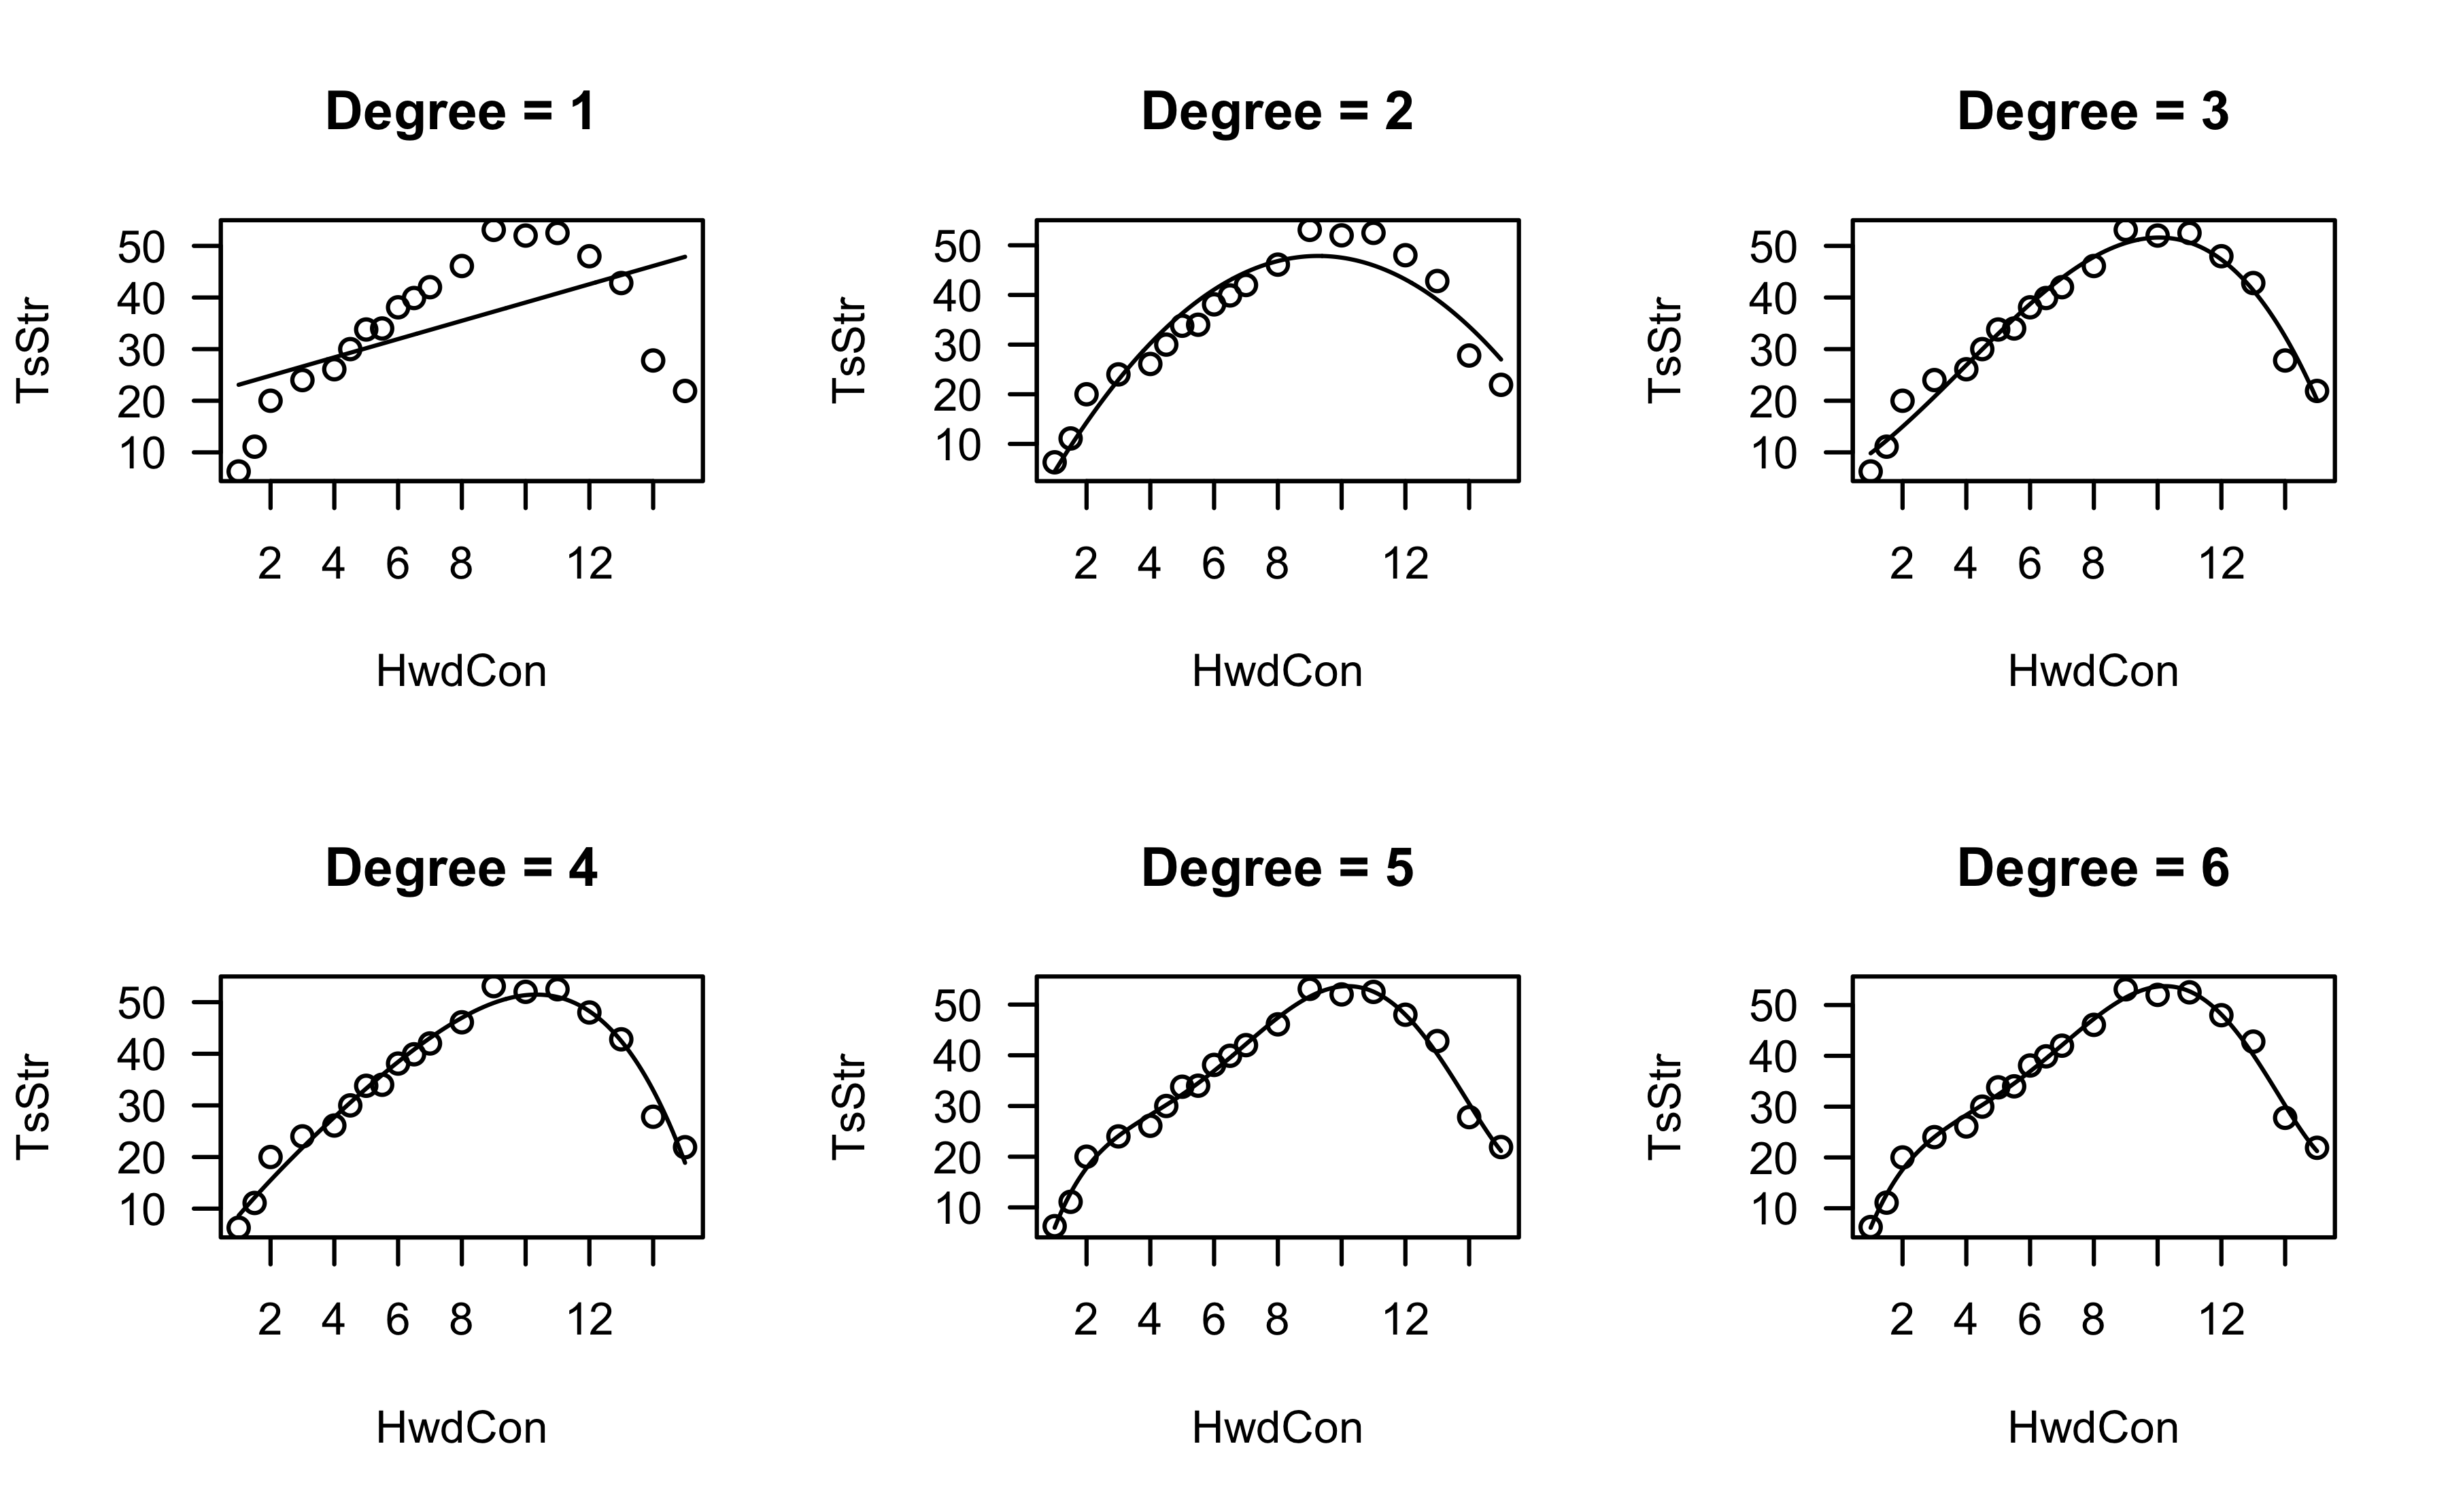 Degree = 1
TsStr
50
40
30
20
10
2 4 6 8 12
HwdCon
Degree = 2
TsStr
50
40
30
20
10
2 4 6 8 12
HwdCon
Degree = 3
TsStr
50
40
30
20
10
2 4 6 8 12
HwdCon
Degree = 4
TsStr
50
40
30
20
10
2 4 6 8 12
HwdCon
Degree = 5
TsStr
50
40
30
20
10
2 4 6 8 12
HwdCon
Degree = 6
TsStr
50
40
30
20
10
2 4 6 8 12
HwdCon